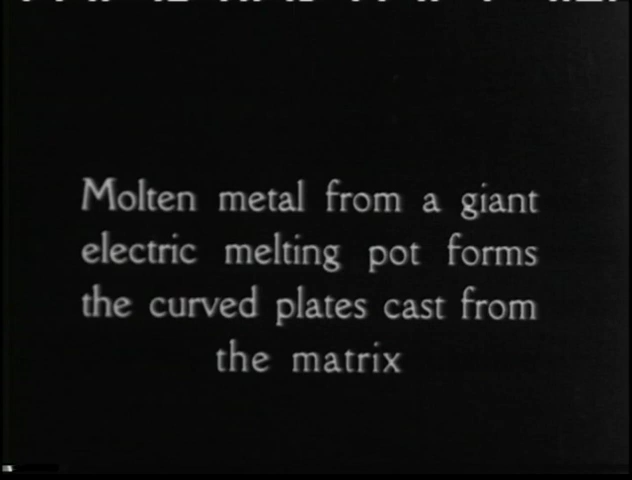 Molten metal from a giant
electric melting pot forms
the curved plates cast from
the matrix